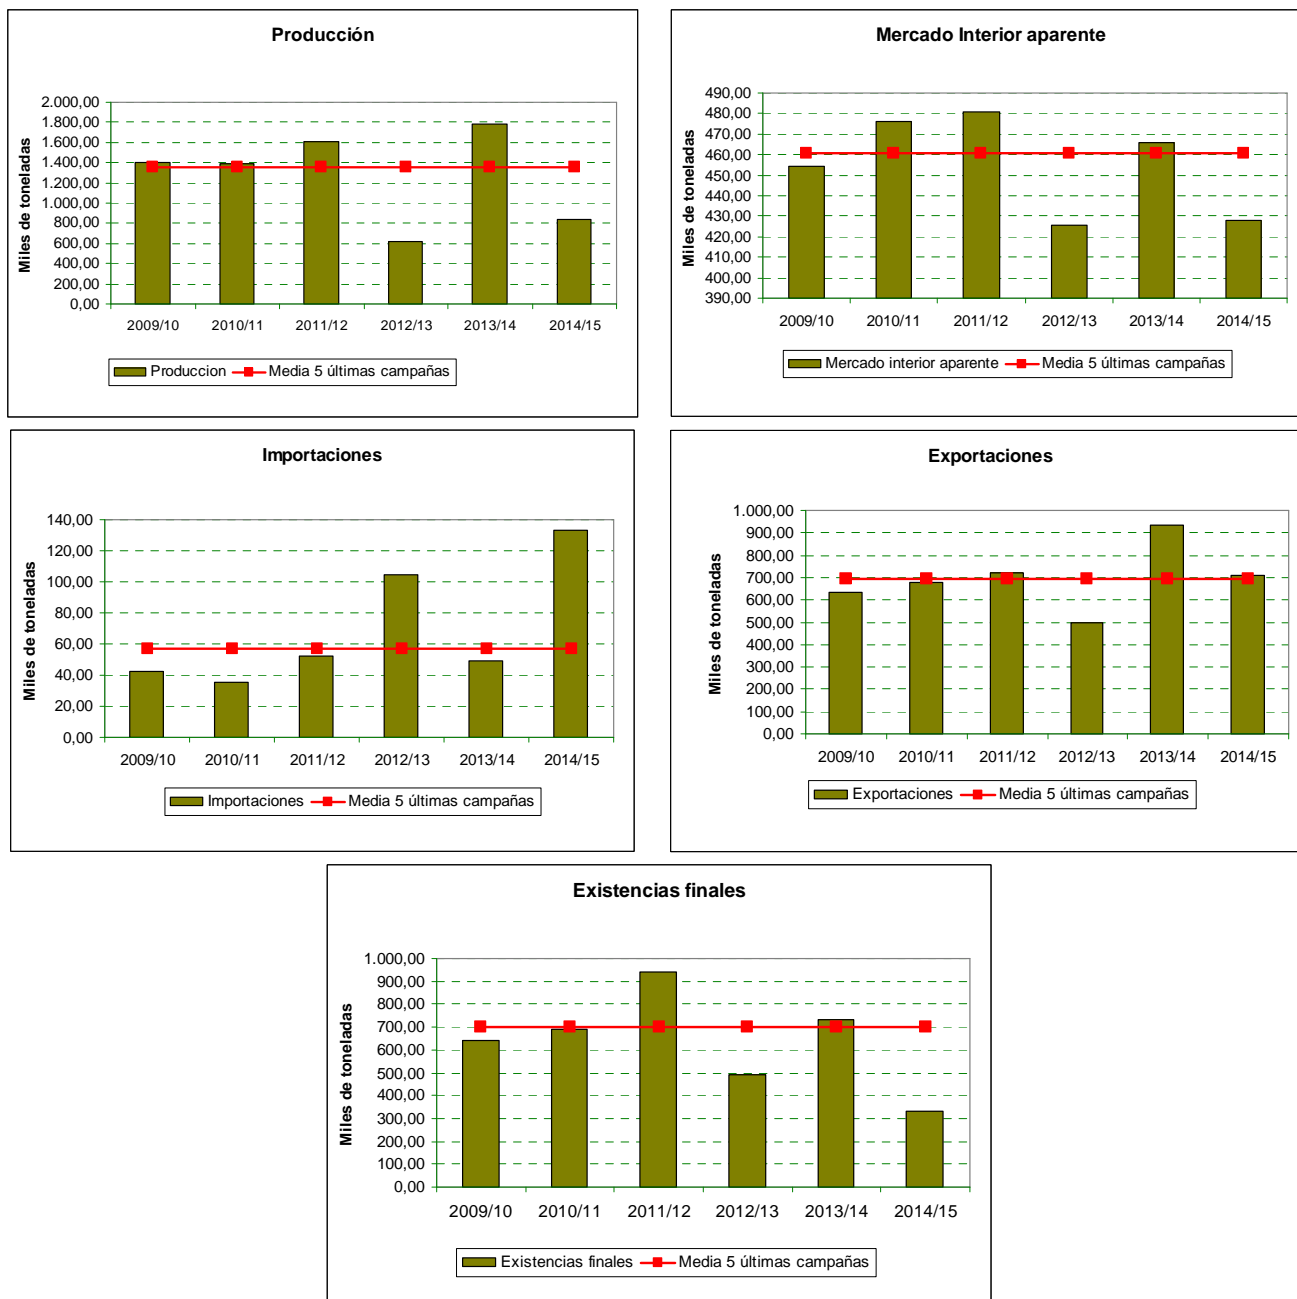 Producción
Miles de toneladas
2.000,00
1.800,00
1.600,00
1.400,00
1.200,00
1.000,00
800,00
600,00
400,00
200,00
0,00
2009/10 2010/11 2011/12 2012/13 2013/14 2014/15
Produccion Media 5 últimas campañas
Mercado Interior aparente
Miles de toneladas
490,00
480,00
470,00
460,00
450,00
440,00
430,00
420,00
410,00
400,00
390,00
2009/10 2010/11 2011/12 2012/13 2013/14 2014/15
Mercado interior aparente Media 5 últimas campañas
Importaciones
Miles de toneladas
140,00
120,00
100,00
80,00
60,00
40,00
20,00
0,00
2009/10 2010/11 2011/12 2012/13 2013/14 2014/15
Importaciones Media 5 últimas campañas
Exportaciones
Miles de toneladas
1.000,00
900,00
800,00
700,00
600,00
500,00
400,00
300,00
200,00
100,00
0,00
2009/10 2010/11 2011/12 2012/13 2013/14 2014/15
Exportaciones Media 5 últimas campañas
Existencias finales
Miles de toneladas
1.000,00
900,00
800,00
700,00
600,00
500,00
400,00
300,00
200,00
100,00
0,00
2009/10 2010/11 2011/12 2012/13 2013/14 2014/15
Existencias finales Media 5 últimas campañas